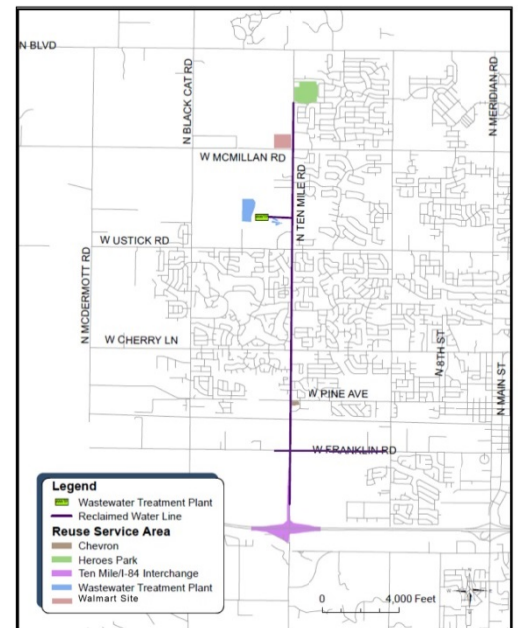 N BLVD
N BLACK CAT RD
N MERIDIAN RD
W MCMILLAN RD
N TEN MILE RD
W USTICK RD
N MCDERMOTT RD
W CHERRY LN
N 8TH ST
N MAIN ST
W PINE AVE
W FRANKLIN RD
Legend
Wastewater Treatment Plant
Reclaimed Water Line
Reuse Service Area
Chevron
Heroes Park
Ten Mile/I-84 Interchange
Wastewater Treatment Plant
Walmart Site
0 4,000 Feet